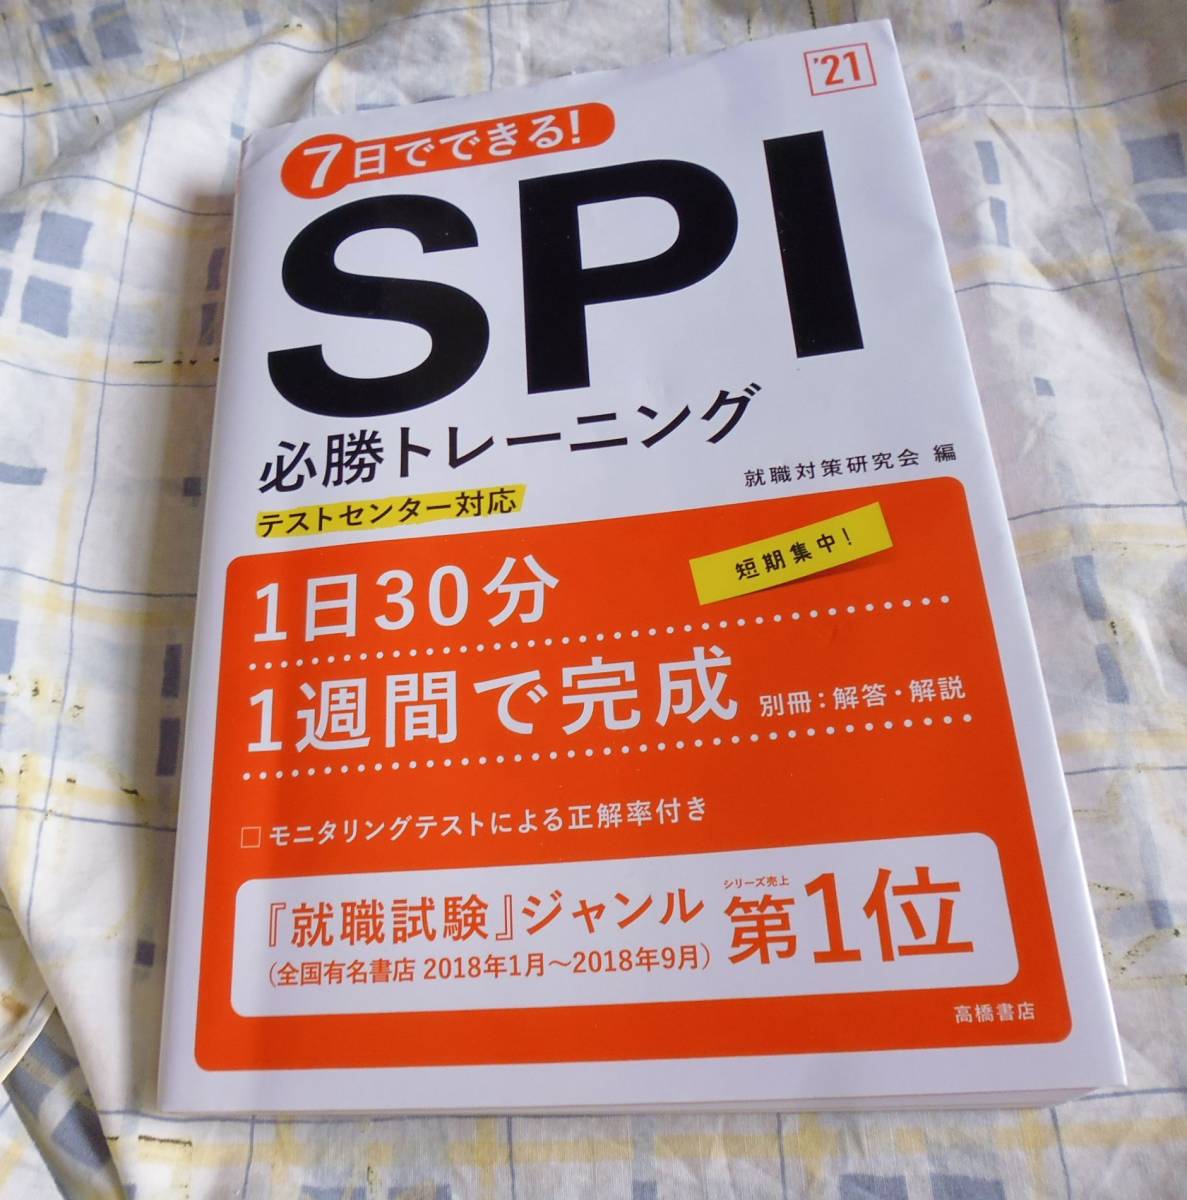 '21
7日でできる!
SPI
必勝トレーニング
就職対策研究会 編
テストセンター対応
短期集中!
1日30分
1週間で完成 別冊:解答・解説
□ モニタリングテストによる正解率付き
『就職試験』ジャンル
(全国有名書店 2018年1月〜2018年9月)
シリーズ売上
第1位
高橋書店